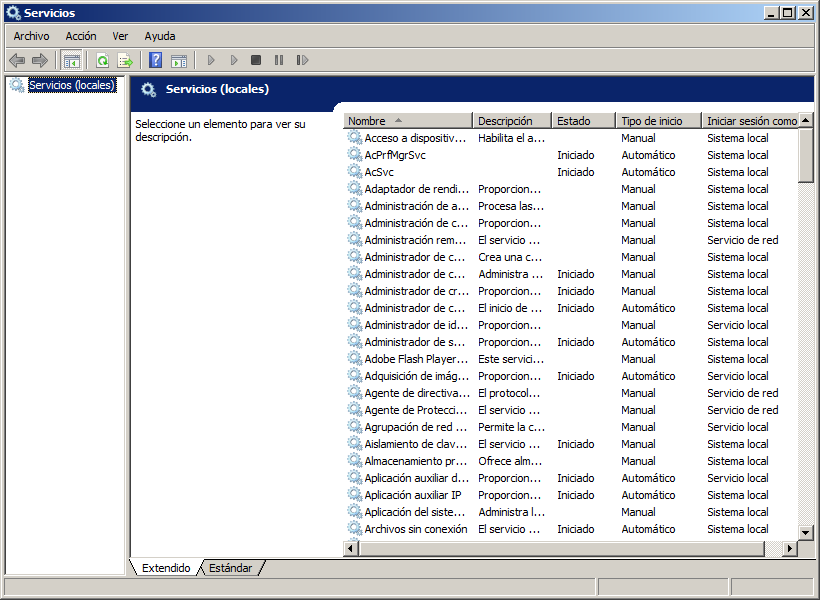 Servicios
Archivo Acción Ver Ayuda
Servicios (locales)
Servicios (locales)
Seleccione un elemento para ver su
descripción.
Nombre Descripción Estado Tipo de inicio Iniciar sesión como
Acceso a dispositiv... Habilita el a... Manual Sistema local
AcPrfMgrSvc Iniciado Automático Sistema local
AcSvc Iniciado Automático Sistema local
Adaptador de rendi... Proporcion... Manual Sistema local
Administración de a... Procesa las... Manual Sistema local
Administración de c... Proporcion... Manual Sistema local
Administración rem... El servicio ... Manual Servicio de red
Administrador de c... Crea una c... Manual Sistema local
Administrador de c... Administra ... Iniciado Manual Sistema local
Administrador de cr... Proporcion... Iniciado Manual Sistema local
Administrador de c... El inicio de ... Iniciado Automático Sistema local
Administrador de id... Proporcion... Manual Servicio local
Administrador de s... Proporcion... Iniciado Automático Sistema local
Adobe Flash Player... Este servici... Manual Sistema local
Adquisición de imág... Proporcion... Iniciado Automático Servicio local
Agente de directiva... El protocol... Manual Servicio de red
Agente de Protecci... El servicio ... Manual Servicio de red
Agrupación de red ... Permite la c... Manual Servicio local
Aislamiento de clav... El servicio ... Iniciado Manual Sistema local
Almacenamiento pr... Ofrece alm... Manual Sistema local
Aplicación auxiliar d... Proporcion... Iniciado Automático Servicio local
Aplicación auxiliar IP Proporcion... Iniciado Automático Sistema local
Aplicación del siste... Administra l... Manual Sistema local
Archivos sin conexión El servicio ... Iniciado Automático Sistema local
Extendido Estándar